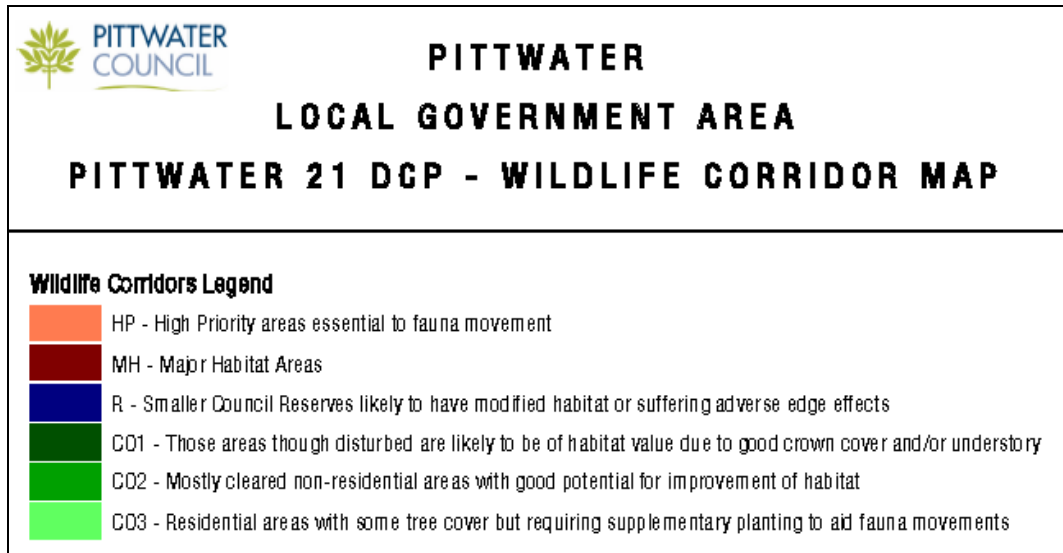 PITTWATER
COUNCIL
PITTWATER
LOCAL GOVERNMENT AREA
PITTWATER 21 DCP - WILDLIFE CORRIDOR MAP
Wildlife Corridors Legend
HP - High Priority areas essential to fauna movement
MH - Major Habitat Areas
R - Smaller Council Reserves likely to have modified habitat or suffering adverse edge effects
CO1 - Those areas though disturbed are likely to be of habitat value due to good crown cover and/or understory
CO2 - Mostly cleared non-residential areas with good potential for improvement of habitat
CO3 - Residential areas with some tree cover but requiring supplementary planting to aid fauna movements